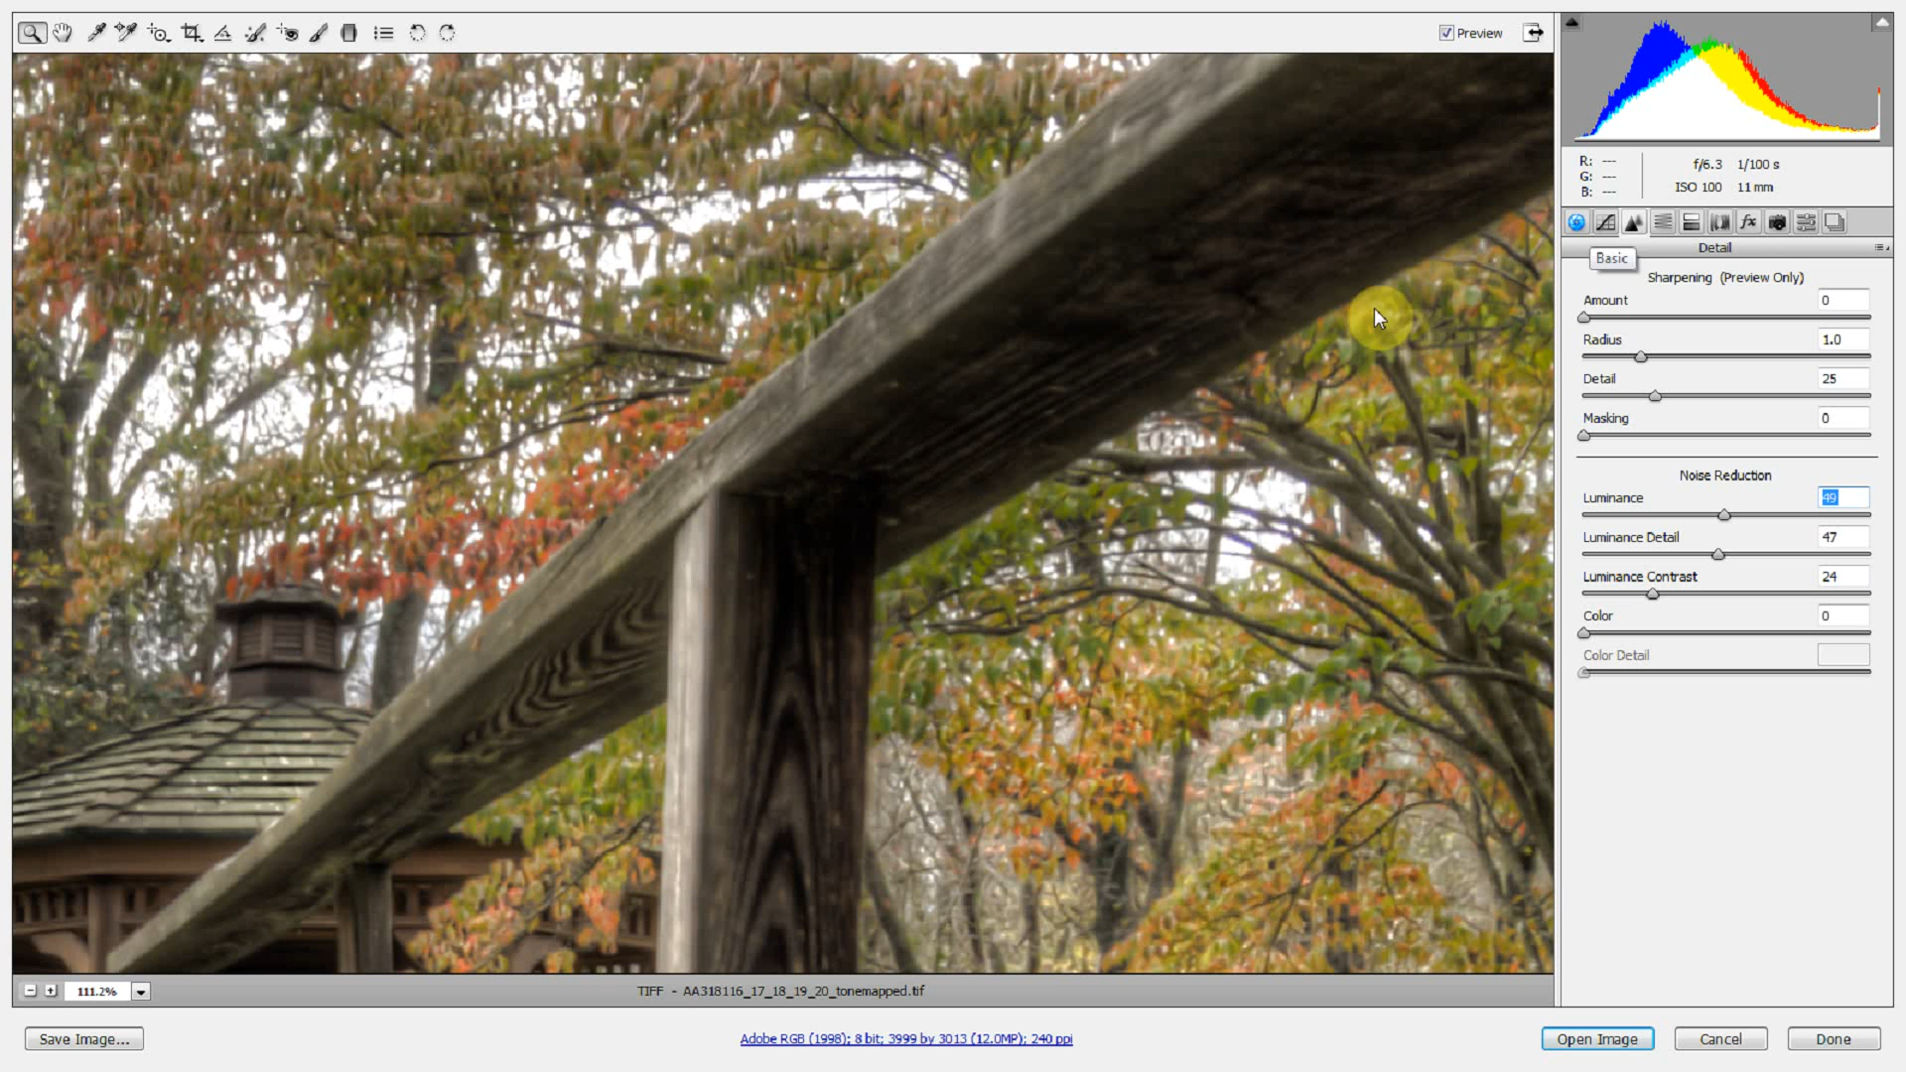 Preview
R: ---
G: ---
B: ---
f/6.3 1/100 s
ISO 100 11 mm
fx
Detail
Basic
Sharpening (Preview Only)
Amount 0
Radius 1.0
Detail 25
Masking 0
Noise Reduction
Luminance 49
Luminance Detail 47
Luminance Contrast 24
Color 0
Color Detail
111.2%
TIFF - AA318116_17_18_19_20_tonemapped.tif
Save Image...
Adobe RGB (1998); 8 bit; 3999 by 3013 (12.0MP); 240 ppi
Open Image
Cancel
Done